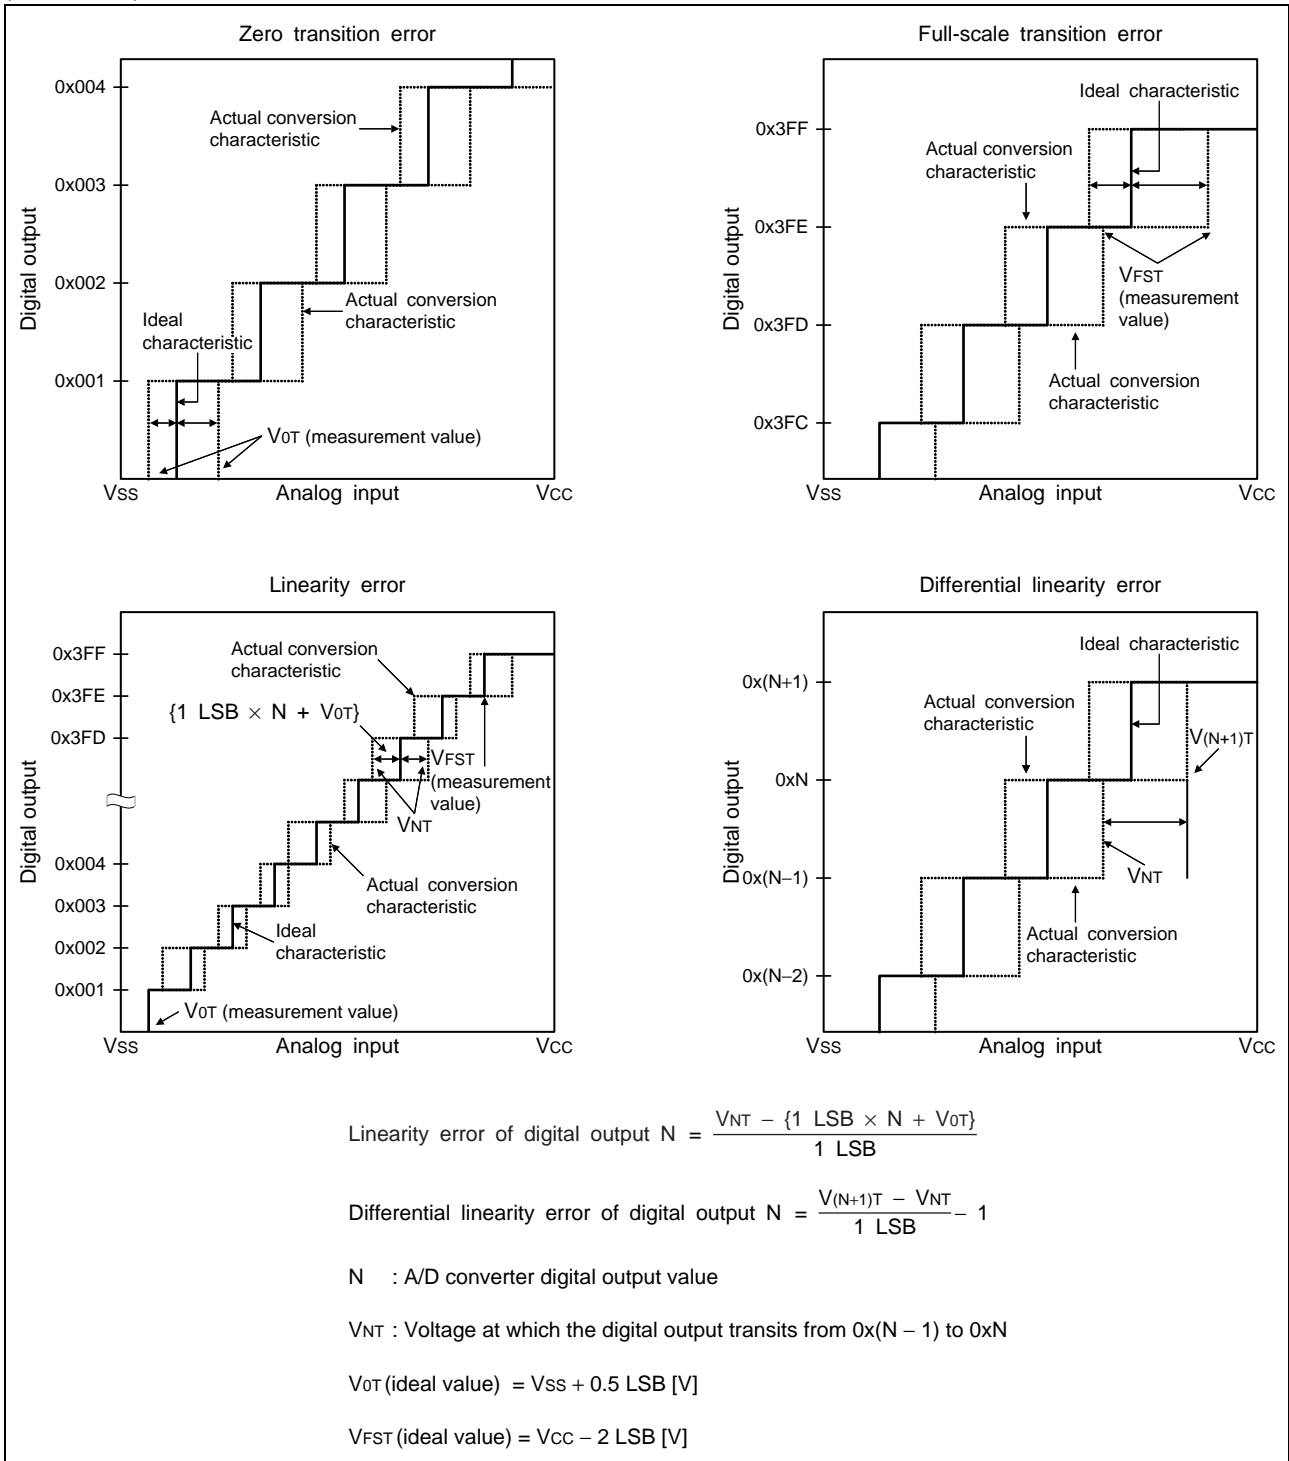 Zero transition error
0x004
0x003
0x002
0x001
Digital output
Actual conversion
characteristic
Actual conversion
characteristic
Ideal
characteristic
V0T (measurement value)
VSS
Analog input
VCC
Full-scale transition error
0x3FF
0x3FE
0x3FD
0x3FC
Digital output
Ideal characteristic
Actual conversion
characteristic
VFST
(measurement
value)
Actual conversion
characteristic
VSS
Analog input
VCC
Linearity error
0x3FF
0x3FE
0x3FD
0x004
0x003
0x002
0x001
Digital output
Actual conversion
characteristic
{1 LSB × N + V0T}
VFST
(measurement
value)
VNT
Actual conversion
characteristic
Ideal
characteristic
V0T (measurement value)
VSS
Analog input
VCC
Differential linearity error
0x(N+1)
0xN
0x(N−1)
0x(N−2)
Digital output
Ideal characteristic
Actual conversion
characteristic
V(N+1)T
VNT
Actual conversion
characteristic
VSS
Analog input
VCC
Linearity error of digital output N = VNT − {1 LSB × N + V0T}
1 LSB
Differential linearity error of digital output N = V(N+1)T − VNT
1 LSB − 1
N : A/D converter digital output value
VNT : Voltage at which the digital output transits from 0x(N − 1) to 0xN
V0T (ideal value) = VSS + 0.5 LSB [V]
VFST (ideal value) = VCC − 2 LSB [V]